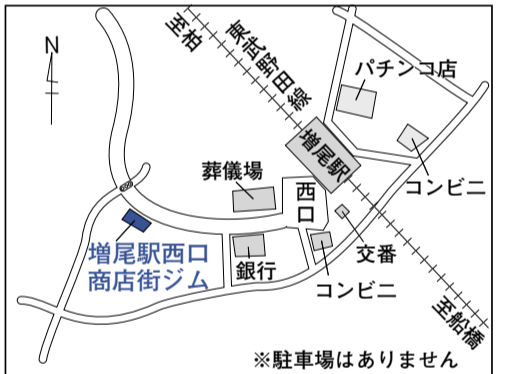 N
至柏
東武野田線
パチンコ店
増尾駅
コンビニ
葬儀場
西口
交番
増尾駅西口
商店街ジム
銀行
コンビニ
至船橋
※駐車場はありません